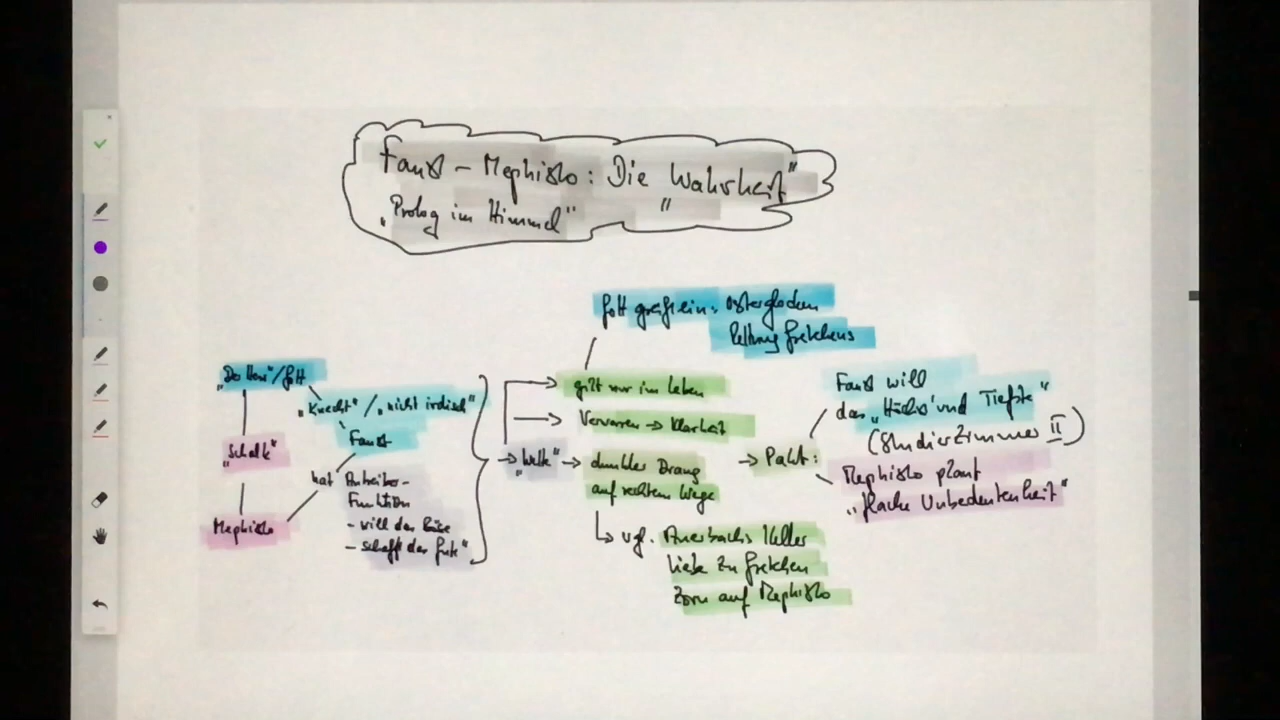 Faust - Mephisto: Die "Wahrheit"
„Prolog im Himmel" "
Gott greift ein: Osterglocken
Rettung Gretchens
„Der Herr"/Gott
„Knecht"/„nicht irdisch"
Faust
„Schalk"
hat Antreiber-
Funktion
- will das Böse
- schafft das Gute"
Mephisto
→ „Wette" →
gilt nur im Leben
Verworren → Klarheit
dunkler Drang
auf rechtem Wege
vgl. Auerbachs Keller
Liebe zu Gretchen
Zorn auf Mephisto
→ Pakt:
Faust will
das „Höchst' und Tiefste"
(Studierzimmer II)
Mephisto plant
„flache Unbedeutenheit"